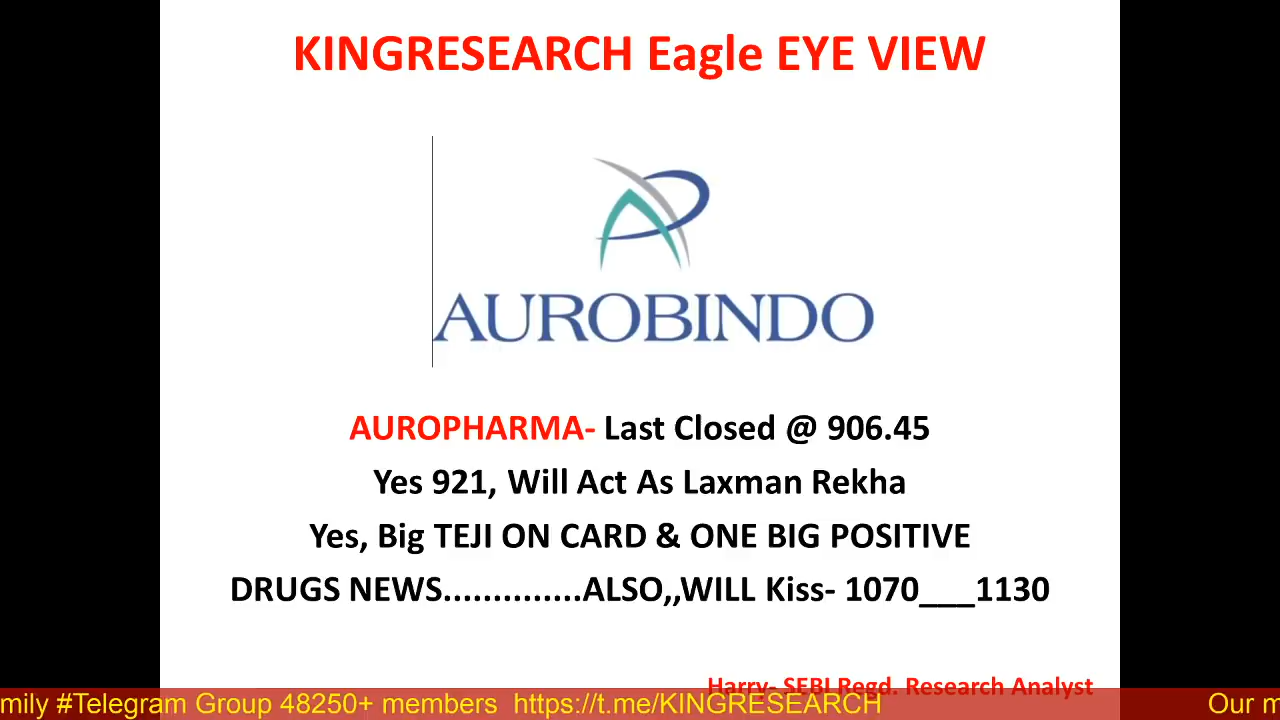 KINGRESEARCH Eagle EYE VIEW
AUROBINDO
AUROPHARMA- Last Closed @ 906.45
Yes 921, Will Act As Laxman Rekha
Yes, Big TEJI ON CARD & ONE BIG POSITIVE
DRUGS NEWS..............ALSO,,WILL Kiss- 1070___1130
Harry- SEBI Regd. Research Analyst
mily #Telegram Group 48250+ members https://t.me/KINGRESEARCH Our m